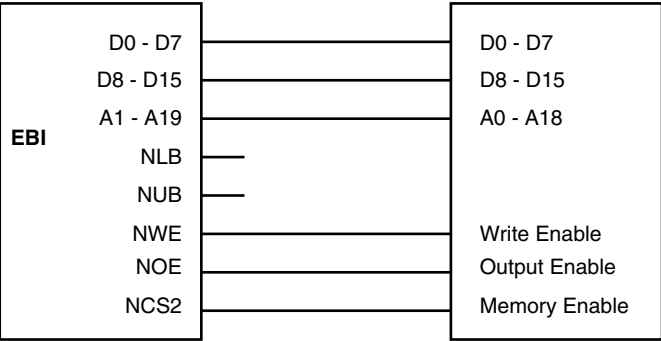 D0 - D7 D0 - D7
D8 - D15 D8 - D15
A1 - A19 A0 - A18
EBI
NLB
NUB
NWE Write Enable
NOE Output Enable
NCS2 Memory Enable